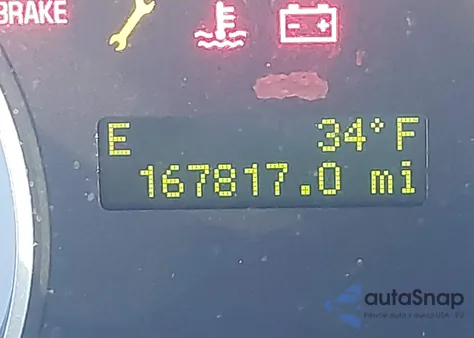 BRAKE
E 34°F
167817.0 mi
autoSnap